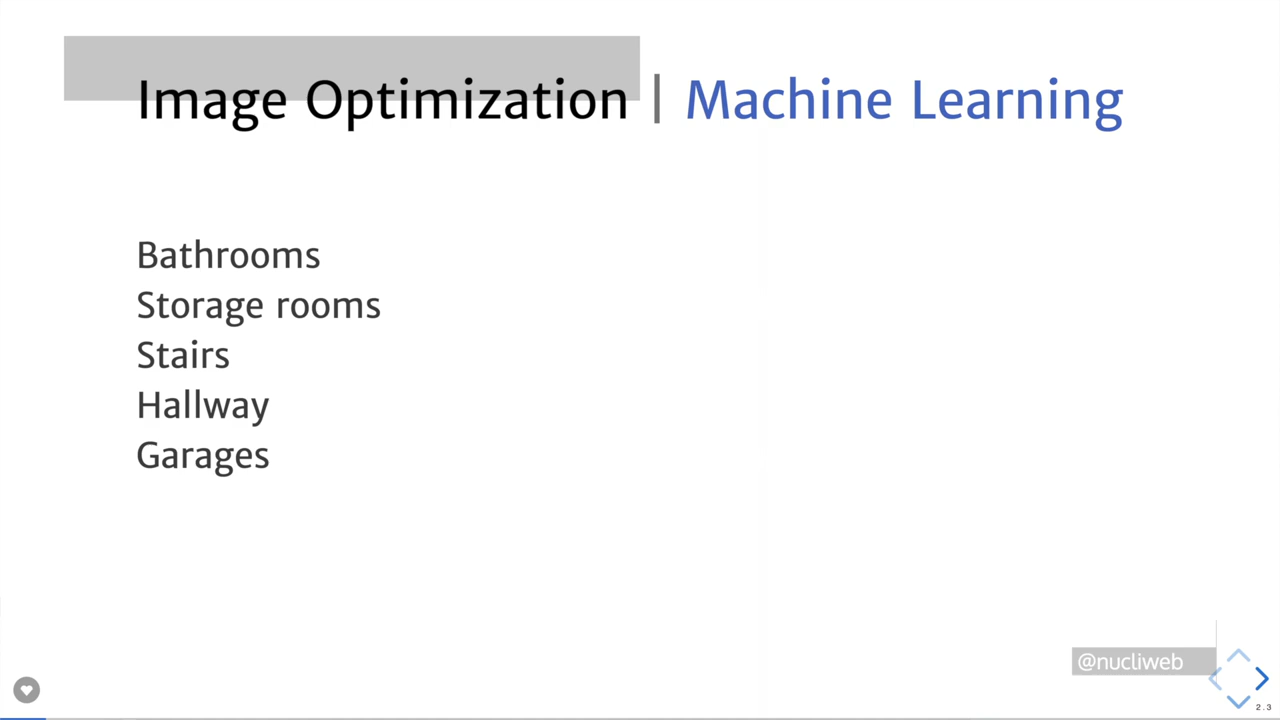 Image Optimization | Machine Learning
Bathrooms
Storage rooms
Stairs
Hallway
Garages
@nucliweb
2.3